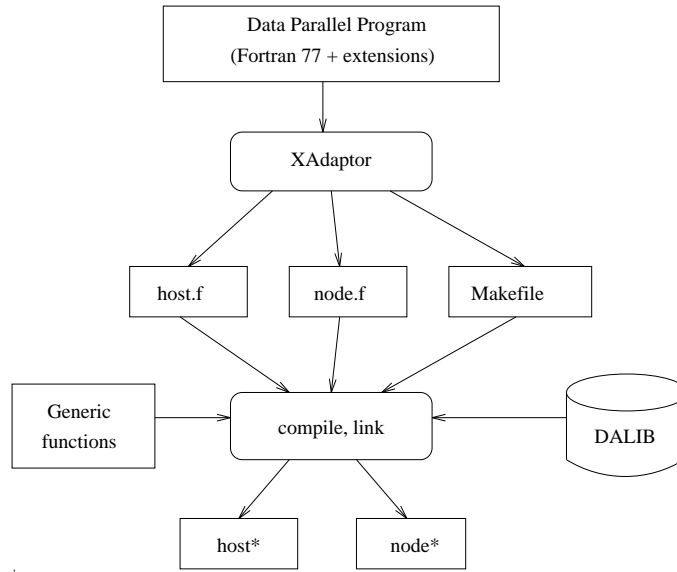 Data Parallel Program
(Fortran 77 + extensions)
XAdaptor
host.f
node.f
Makefile
Generic
functions
compile, link
DALIB
host*
node*